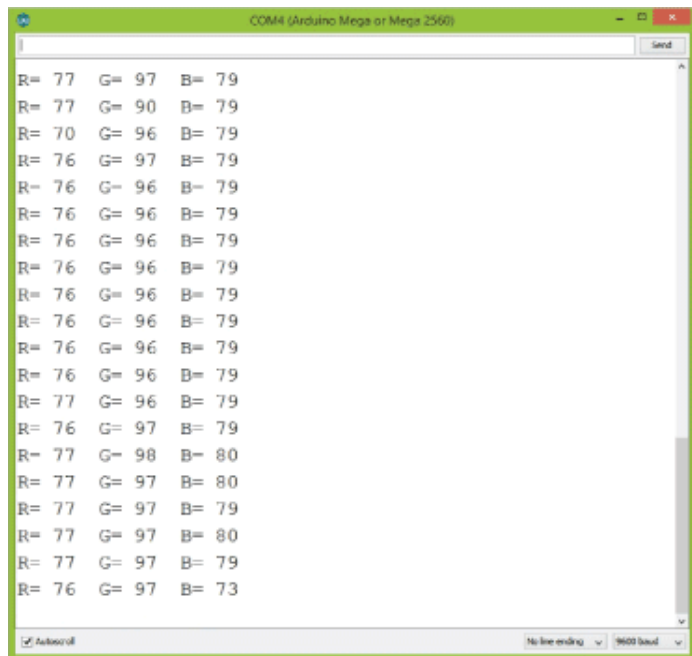 COM4 (Arduino Mega or Mega 2560)
Send
R= 77 G= 97 B= 79
R= 77 G= 90 B= 79
R= 70 G= 96 B= 79
R= 76 G= 97 B= 79
R= 76 G= 96 B= 79
R= 76 G= 96 B= 79
R= 76 G= 96 B= 79
R= 76 G= 96 B= 79
R= 76 G= 96 B= 79
R= 76 G= 96 B= 79
R= 76 G= 96 B= 79
R= 76 G= 96 B= 79
R= 77 G= 96 B= 79
R= 76 G= 97 B= 79
R= 77 G= 98 B= 80
R= 77 G= 97 B= 80
R= 77 G= 97 B= 79
R= 77 G= 97 B= 80
R= 77 G= 97 B= 79
R= 76 G= 97 B= 73
Autoscroll No line ending 9600 baud